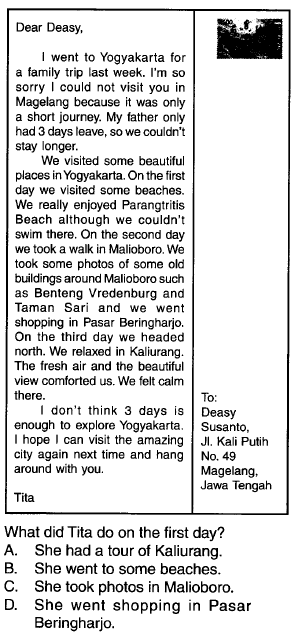 Dear Deasy,
I went to Yogyakarta for
a family trip last week. I'm so
sorry I could not visit you in
Magelang because it was only
a short journey. My father only
had 3 days leave, so we couldn't
stay longer.
We visited some beautiful
places in Yogyakarta. On the first
day we visited some beaches.
We really enjoyed Parangtritis
Beach although we couldn't
swim there. On the second day
we took a walk in Malioboro. We
took some photos of some old
buildings around Malioboro such
as Benteng Vredenburg and
Taman Sari and we went
shopping in Pasar Beringharjo.
On the third day we headed
north. We relaxed in Kaliurang.
The fresh air and the beautiful
view comforted us. We felt calm
there.
I don't think 3 days is
enough to explore Yogyakarta.
I hope I can visit the amazing
city again next time and hang
around with you.
Tita
To:
Deasy
Susanto,
Jl. Kali Putih
No. 49
Magelang,
Jawa Tengah
What did Tita do on the first day?
A. She had a tour of Kaliurang.
B. She went to some beaches.
C. She took photos in Malioboro.
D. She went shopping in Pasar
Beringharjo.